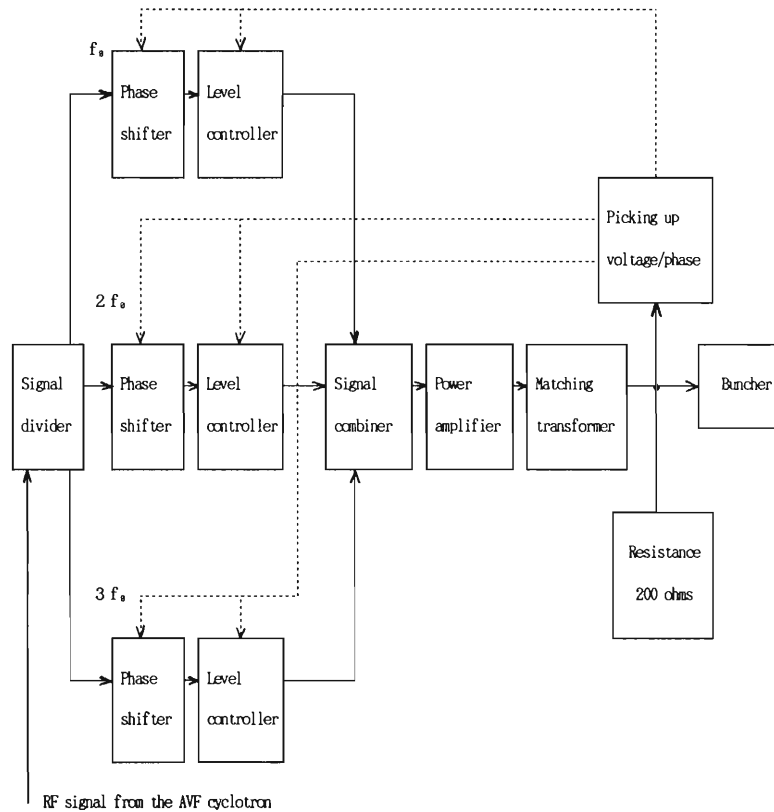 f₀
Phase
shifter
Level
controller
Picking up
voltage/phase
2 f₀
Signal
divider
Phase
shifter
Level
controller
Signal
combiner
Power
amplifier
Matching
transformer
Buncher
Resistance
200 ohms
3 f₀
Phase
shifter
Level
controller
RF signal from the AVF cyclotron